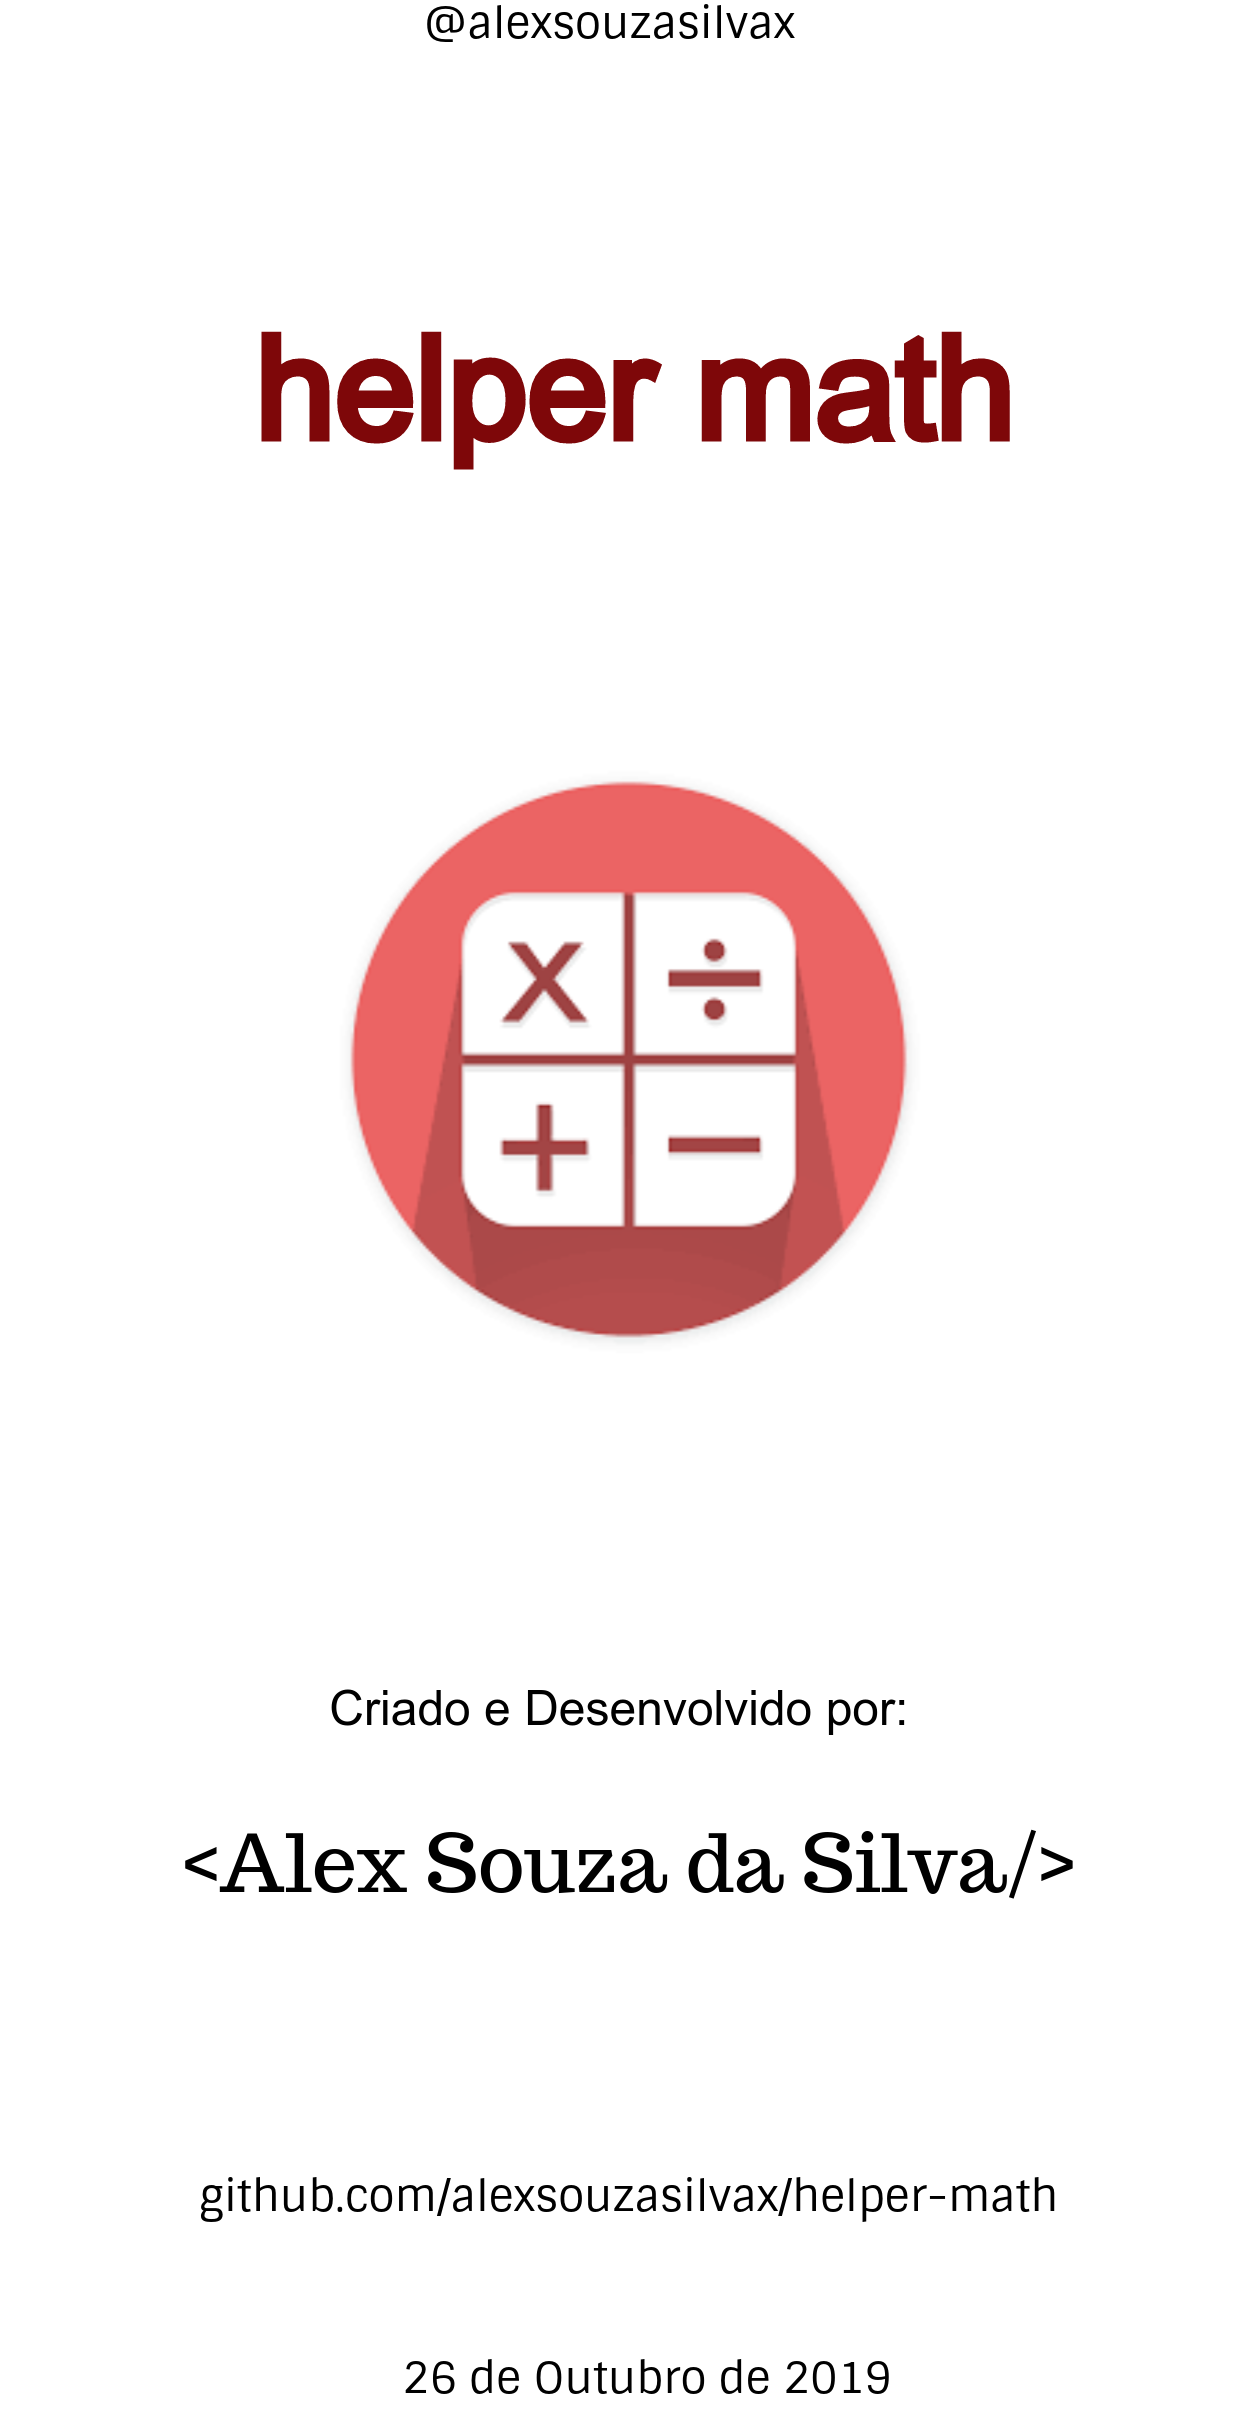 @alexsouzasilvax
helper math
x ÷
+ −
Criado e Desenvolvido por:
<Alex Souza da Silva/>
github.com/alexsouzasilvax/helper-math
26 de Outubro de 2019